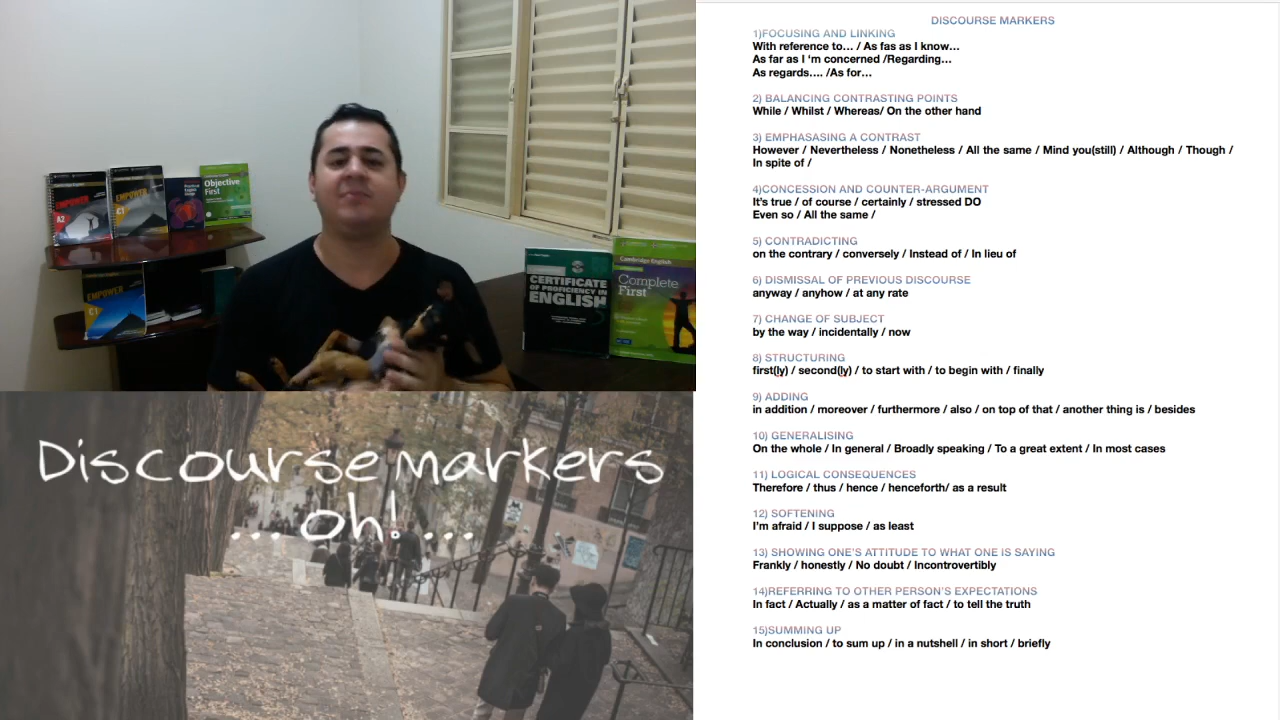 EMPOWER
A2
EMPOWER
C1
Objective
First
EMPOWER
C1
CERTIFICATE
OF PROFICIENCY IN
ENGLISH
Cambridge English
Complete
First
Discourse markers
... oh! ...
DISCOURSE MARKERS
1)FOCUSING AND LINKING
With reference to… / As fas as I know…
As far as I 'm concerned /Regarding…
As regards…. /As for…
2) BALANCING CONTRASTING POINTS
While / Whilst / Whereas/ On the other hand
3) EMPHASASING A CONTRAST
However / Nevertheless / Nonetheless / All the same / Mind you(still) / Although / Though /
In spite of /
4)CONCESSION AND COUNTER-ARGUMENT
It's true / of course / certainly / stressed DO
Even so / All the same /
5) CONTRADICTING
on the contrary / conversely / Instead of / In lieu of
6) DISMISSAL OF PREVIOUS DISCOURSE
anyway / anyhow / at any rate
7) CHANGE OF SUBJECT
by the way / incidentally / now
8) STRUCTURING
first(ly) / second(ly) / to start with / to begin with / finally
9) ADDING
in addition / moreover / furthermore / also / on top of that / another thing is / besides
10) GENERALISING
On the whole / In general / Broadly speaking / To a great extent / In most cases
11) LOGICAL CONSEQUENCES
Therefore / thus / hence / henceforth/ as a result
12) SOFTENING
I'm afraid / I suppose / as least
13) SHOWING ONE'S ATTITUDE TO WHAT ONE IS SAYING
Frankly / honestly / No doubt / Incontrovertibly
14)REFERRING TO OTHER PERSON'S EXPECTATIONS
In fact / Actually / as a matter of fact / to tell the truth
15)SUMMING UP
In conclusion / to sum up / in a nutshell / in short / briefly